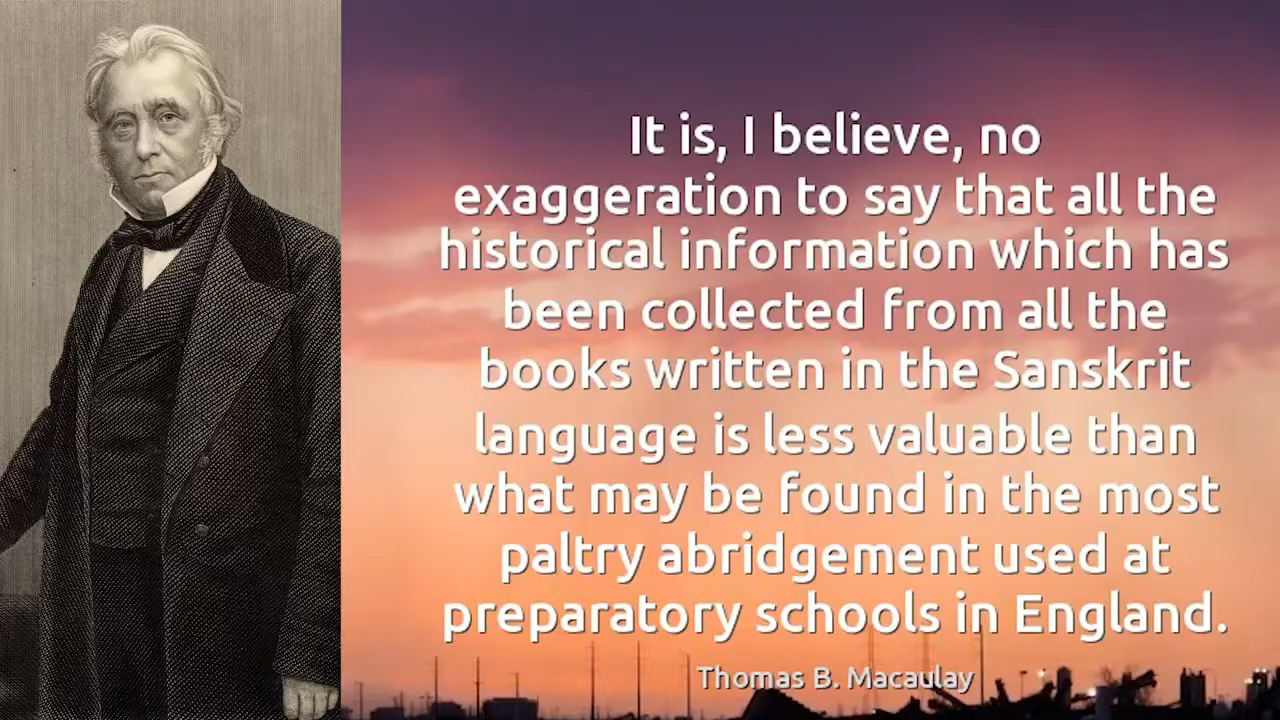 It is, I believe, no
exaggeration to say that all the
historical information which has
been collected from all the
books written in the Sanskrit
language is less valuable than
what may be found in the most
paltry abridgement used at
preparatory schools in England.
Thomas B. Macaulay